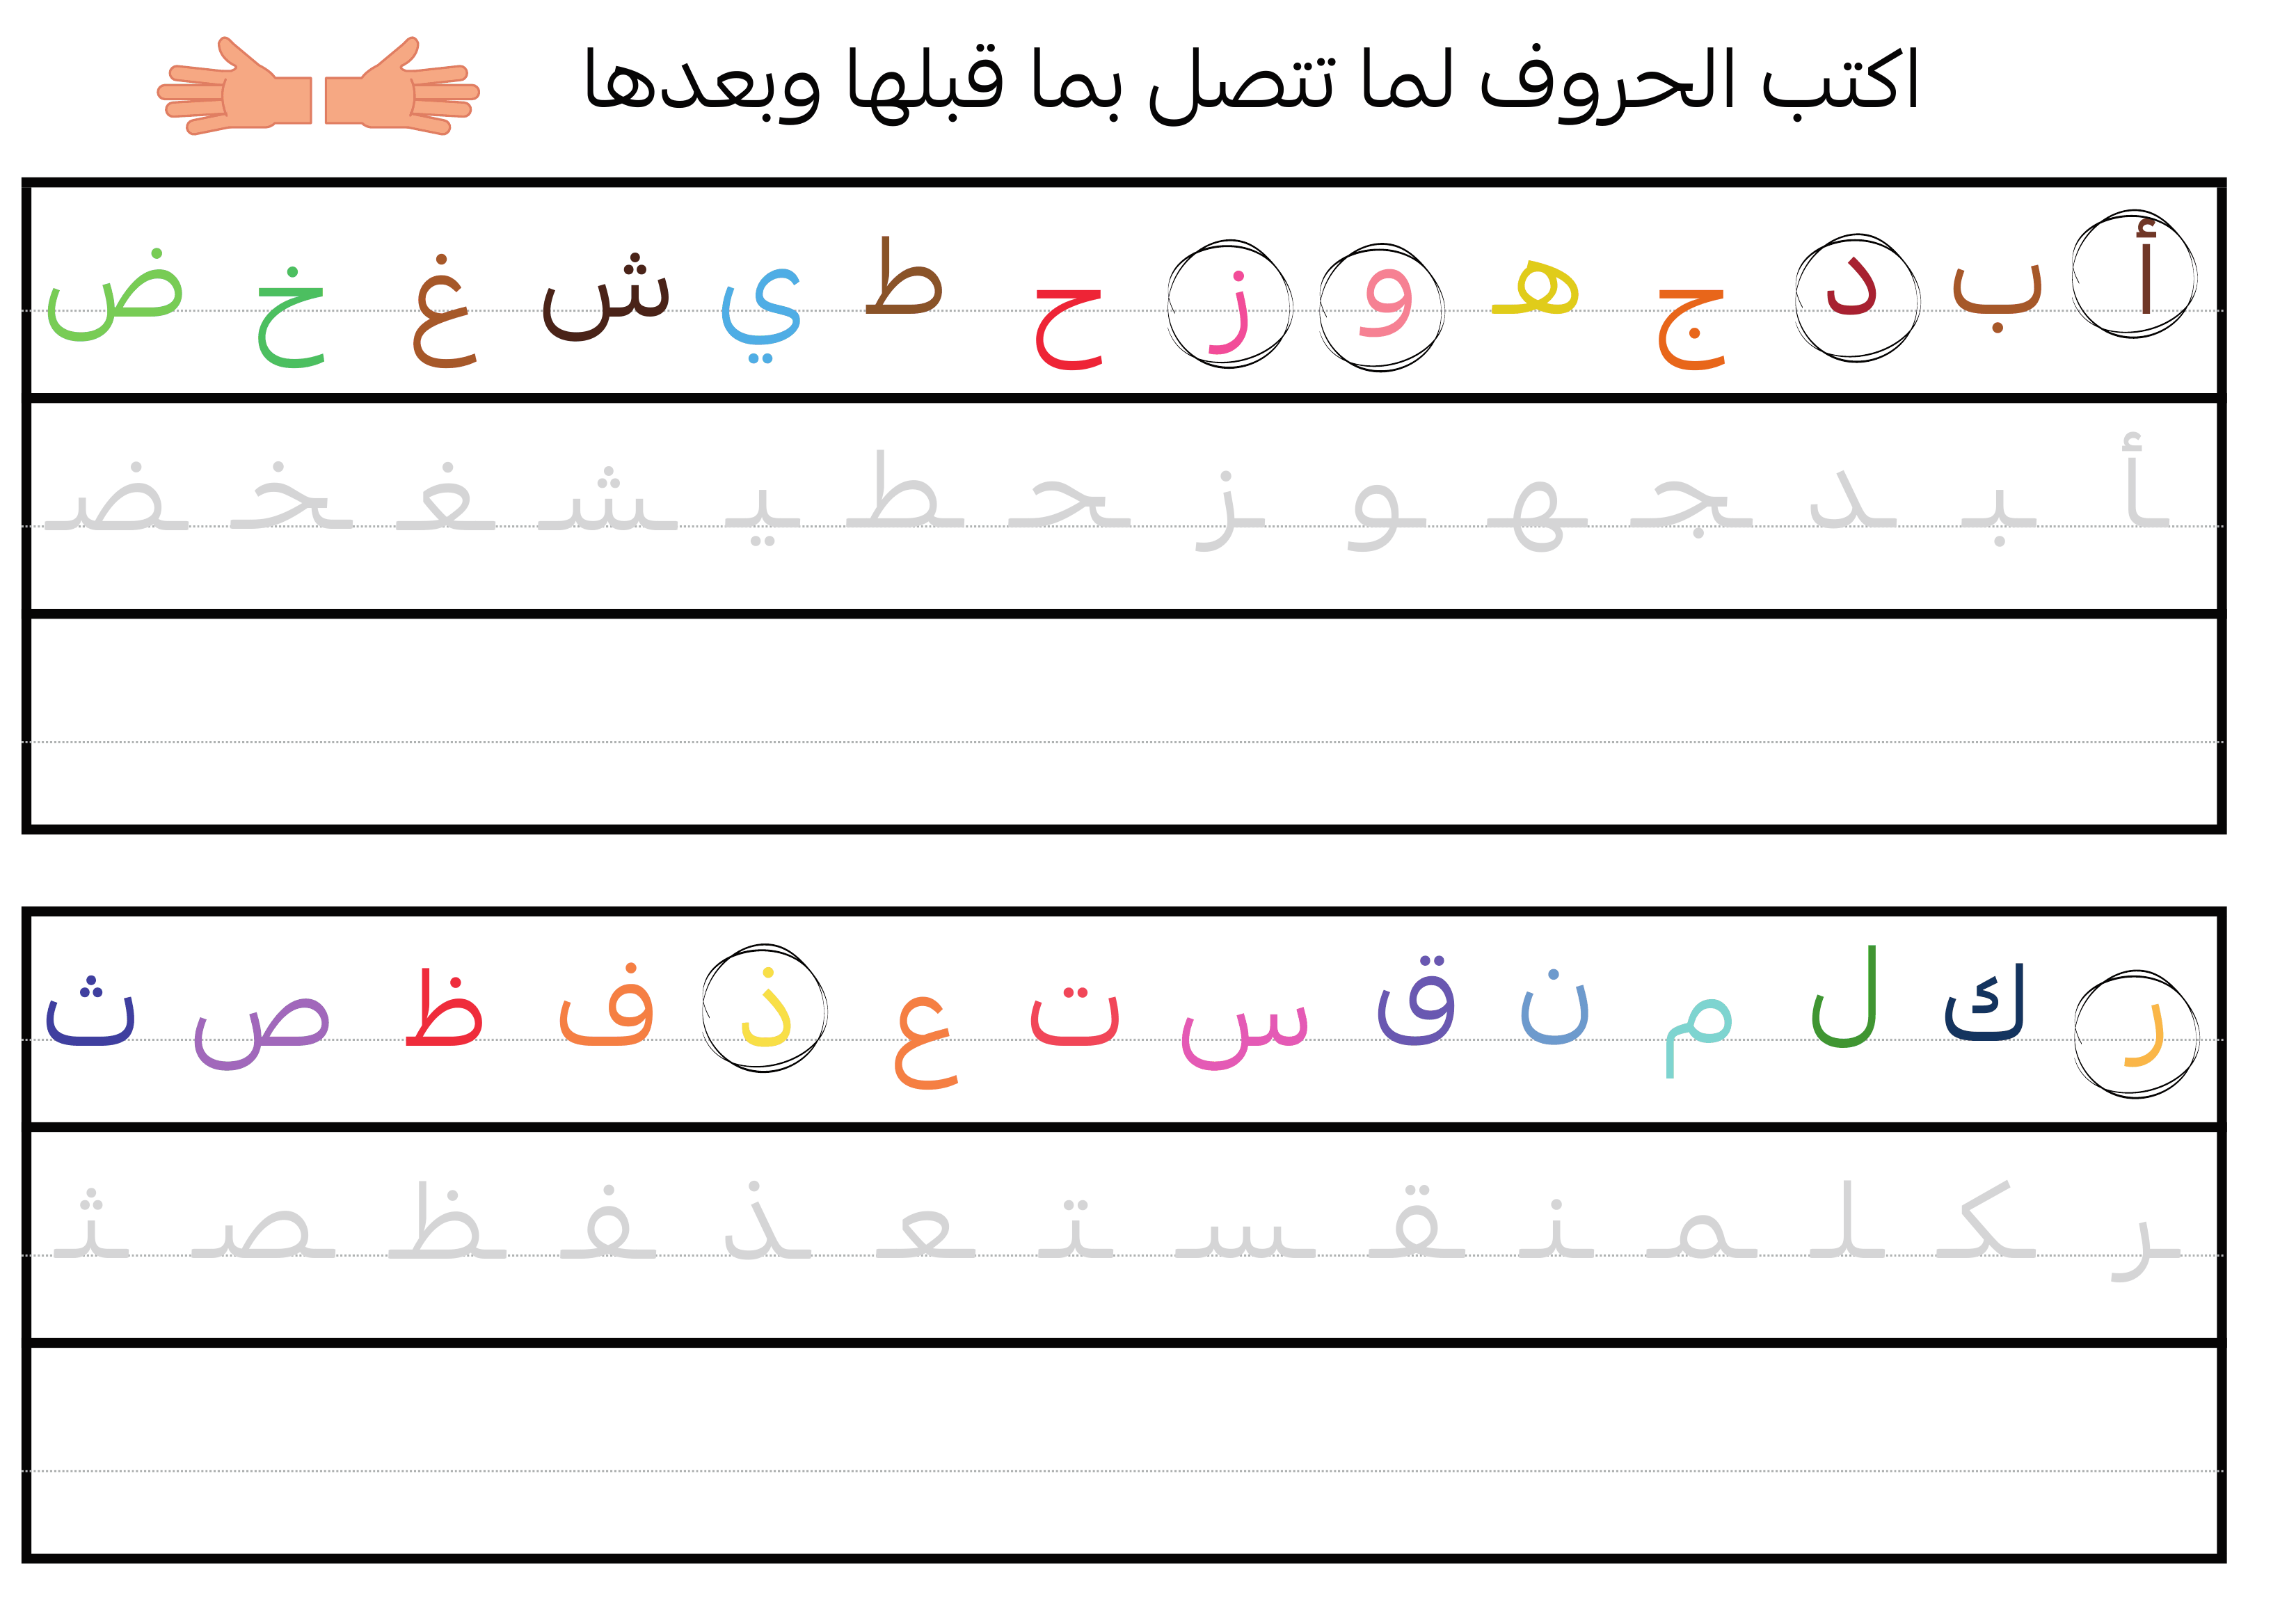 اكتب الحروف لما تتصل بما قبلها وبعدها
أ ب د ج هـ و ز ح ط ي ش غ خ ض
ـأ ـبـ ـد ـجـ ـهـ ـو ـز ـحـ ـطـ ـيـ ـشـ ـغـ ـخـ ـضـ
ر ك ل م ن ق س ت ع ذ ف ظ ص ث
ـر ـكـ ـلـ ـمـ ـنـ ـقـ ـسـ ـتـ ـعـ ـذ ـفـ ـظـ ـصـ ـثـ